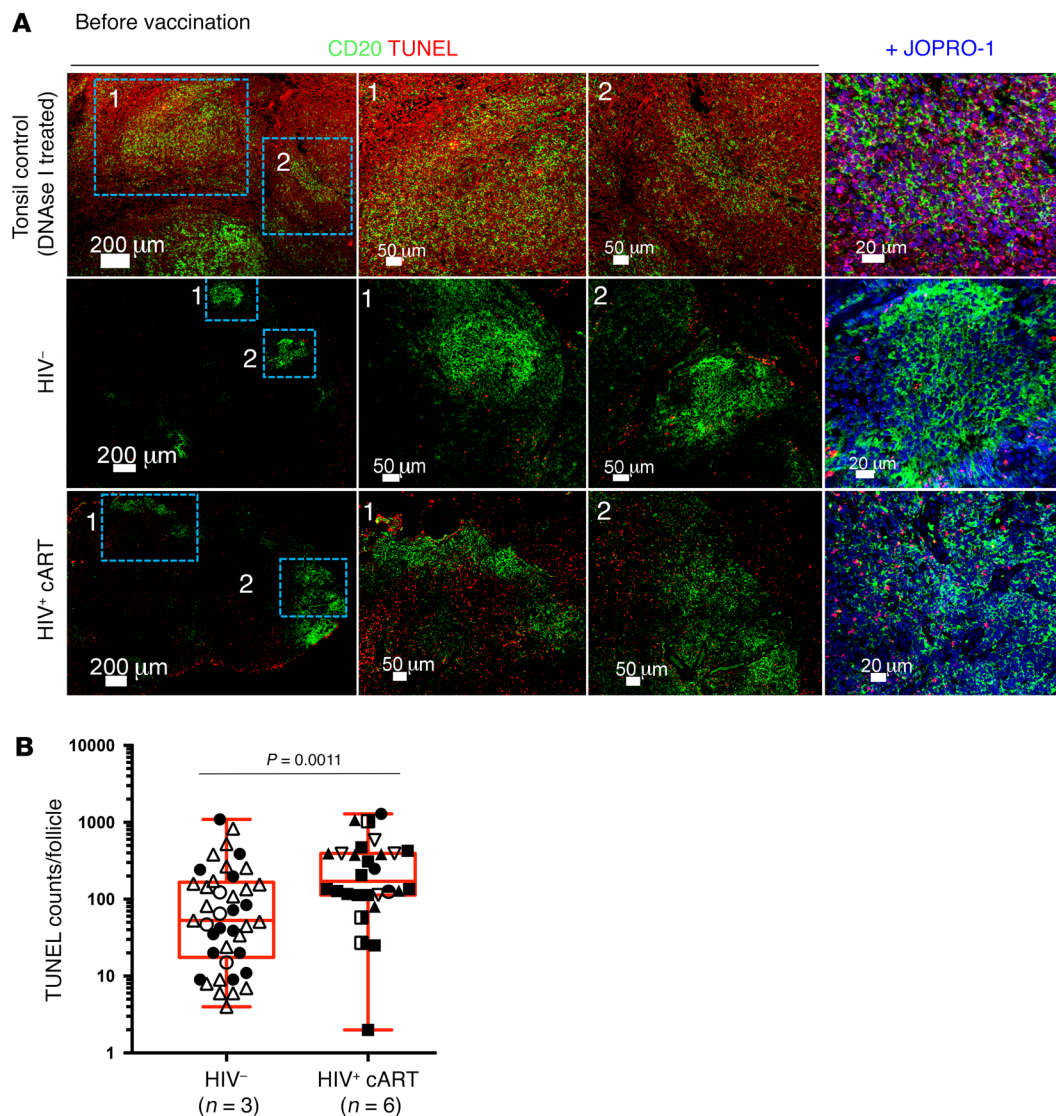 A Before vaccination
CD20 TUNEL + JOPRO-1
Tonsil control
(DNAse I treated)
1
2
200 µm
1
50 µm
2
50 µm
20 µm
HIV⁻
1
2
200 µm
1
50 µm
2
50 µm
20 µm
HIV⁺ cART
1
2
200 µm
1
50 µm
2
50 µm
20 µm
B
P = 0.0011
TUNEL counts/follicle
10000
1000
100
10
1
HIV⁻ HIV⁺ cART
(n = 3) (n = 6)